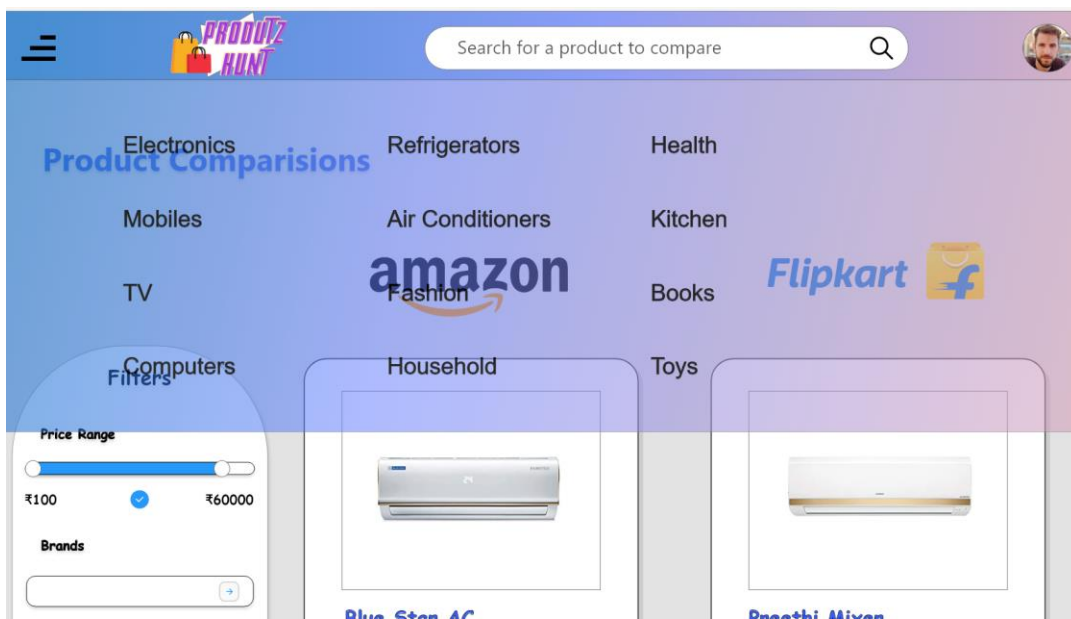 PRODUTZ
HUNT
Search for a product to compare
Electronics
Refrigerators
Health
Product Comparisions
Mobiles
Air Conditioners
Kitchen
amazon
Flipkart
TV
Fashion
Books
Computers
Household
Toys
Filters
Price Range
₹100
₹60000
Brands
Blue Star AC
Preethi Mixer